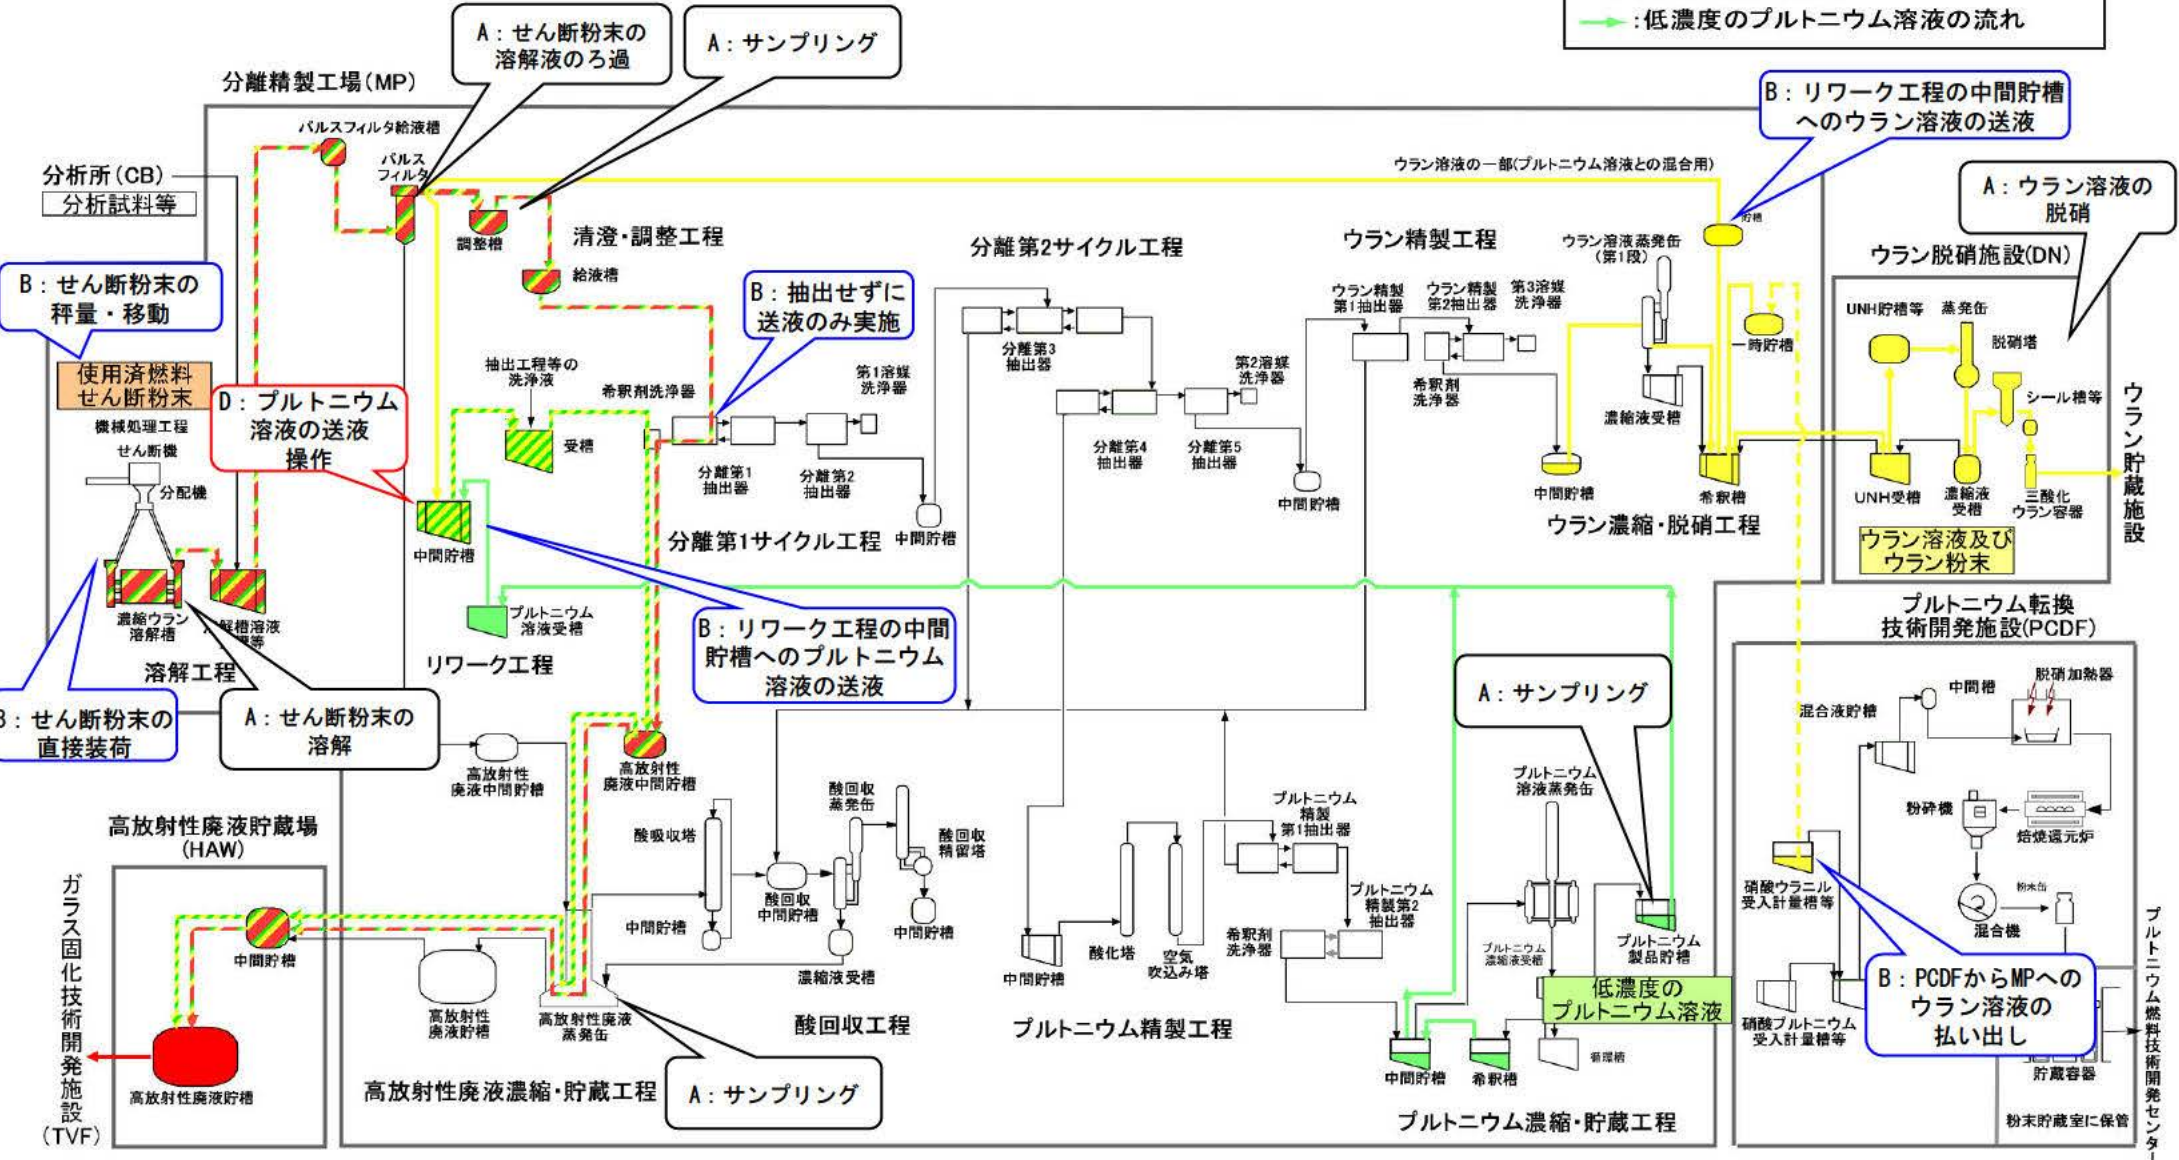 :低濃度のプルトニウム溶液の流れ
A:せん断粉末の
溶解液のろ過
A:サンプリング
分離精製工場(MP)
B:リワーク工程の中間貯槽
へのウラン溶液の送液
パルスフィルタ給液槽
パルス
フィルタ
分析所(CB)
分析試料等
ウラン溶液の一部(プルトニウム溶液との混合用)
A:ウラン溶液の
脱硝
貯槽
調整槽
清澄・調整工程
給液槽
分離第2サイクル工程
ウラン精製工程
ウラン溶液蒸発缶
(第1段)
ウラン脱硝施設(DN)
B:せん断粉末の
秤量・移動
B:抽出せずに
送液のみ実施
ウラン精製
第1抽出器
ウラン精製
第2抽出器
第3溶媒
洗浄器
一時貯槽
UNH貯槽等
蒸発缶
脱硝塔
分離第3
抽出器
使用済燃料
せん断粉末
抽出工程等の
洗浄液
希釈剤洗浄器
第1溶媒
洗浄器
第2溶媒
洗浄器
希釈剤
洗浄器
濃縮液受槽
シール槽等
ウラン貯蔵施設
D:プルトニウム
溶液の送液
操作
機械処理工程
せん断機
分配機
受槽
分離第1
抽出器
分離第2
抽出器
分離第4
抽出器
分離第5
抽出器
中間貯槽
中間貯槽
希釈槽
UNH受槽
濃縮液
受槽
三酸化
ウラン容器
中間貯槽
分離第1サイクル工程
中間貯槽
ウラン濃縮・脱硝工程
ウラン溶液及び
ウラン粉末
濃縮ウラン
溶解槽
解槽溶液
槽等
プルトニウム
溶液受槽
溶解工程
リワーク工程
B:リワーク工程の中間
貯槽へのプルトニウム
溶液の送液
プルトニウム転換
技術開発施設(PCDF)
A:サンプリング
B:せん断粉末の
直接装荷
A:せん断粉末の
溶解
高放射性
廃液中間貯槽
高放射性
廃液中間貯槽
中間槽
脱硝加熱器
混合液貯槽
プルトニウム
溶液蒸発缶
高放射性廃液貯蔵場
(HAW)
酸吸収塔
酸回収
蒸発缶
酸回収
精留塔
プルトニウム
精製
第1抽出器
粉砕機
焙焼還元炉
ガラス固化技術開発施設
(TVF)
中間貯槽
中間貯槽
酸回収
中間貯槽
中間貯槽
濃縮液受槽
中間貯槽
酸化塔
空気
吹込み塔
プルトニウム
精製第2
抽出器
希釈剤
洗浄器
プルトニウム
濃縮液受槽
プルトニウム
製品貯槽
硝酸ウラニル
受入計量槽等
粉末缶
混合機
低濃度の
プルトニウム溶液
B:PCDFからMPへの
ウラン溶液の
払い出し
高放射性
廃液貯槽
高放射性廃液
蒸発缶
酸回収工程
プルトニウム精製工程
硝酸プルトニウム
受入計量槽等
循環槽
中間貯槽
希釈槽
貯蔵容器
高放射性廃液貯槽
高放射性廃液濃縮・貯蔵工程
A:サンプリング
プルトニウム濃縮・貯蔵工程
粉末貯蔵室に保管
プルトニウム燃料技術開発センター